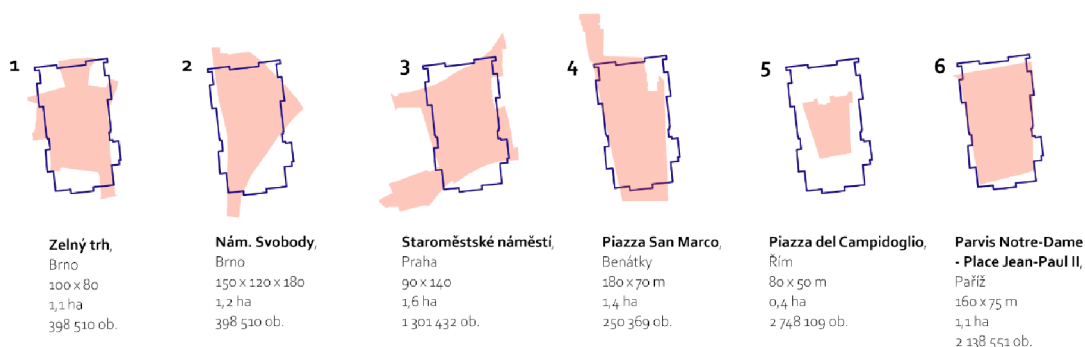 1
Zelný trh,
Brno
100 x 80
1,1 ha
398 510 ob.
2
Nám. Svobody,
Brno
150 x 120 x 180
1,2 ha
398 510 ob.
3
Staroměstské náměstí,
Praha
90 x 140
1,6 ha
1 301 432 ob.
4
Piazza San Marco,
Benátky
180 x 70 m
1,4 ha
250 369 ob.
5
Piazza del Campidoglio,
Řím
80 x 50 m
0,4 ha
2 748 109 ob.
6
Parvis Notre-Dame
- Place Jean-Paul II,
Paříž
160 x 75 m
1,1 ha
2 138 551 ob.